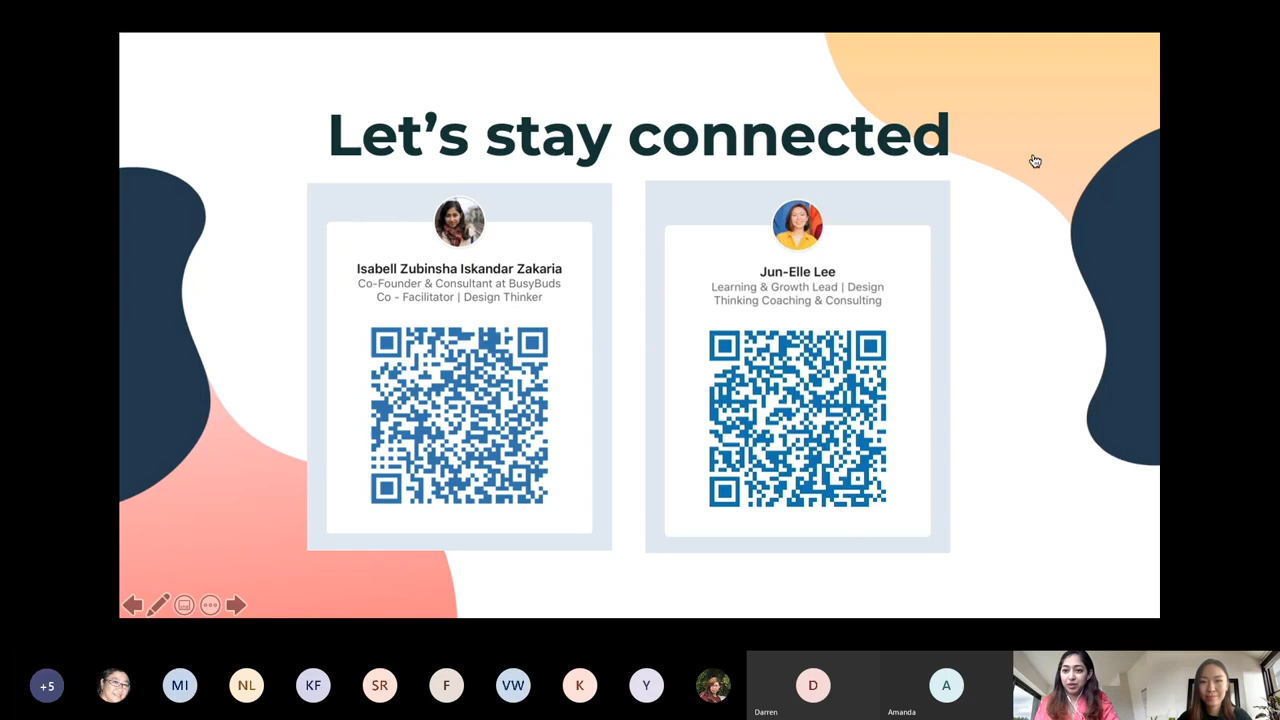 Let's stay connected
Isabell Zubinsha Iskandar Zakaria
Co-Founder & Consultant at BusyBuds
Co - Facilitator | Design Thinker
Jun-Elle Lee
Learning & Growth Lead | Design
Thinking Coaching & Consulting
+5
MI
NL
KF
SR
F
VW
K
Y
D
A
Darren
Amanda